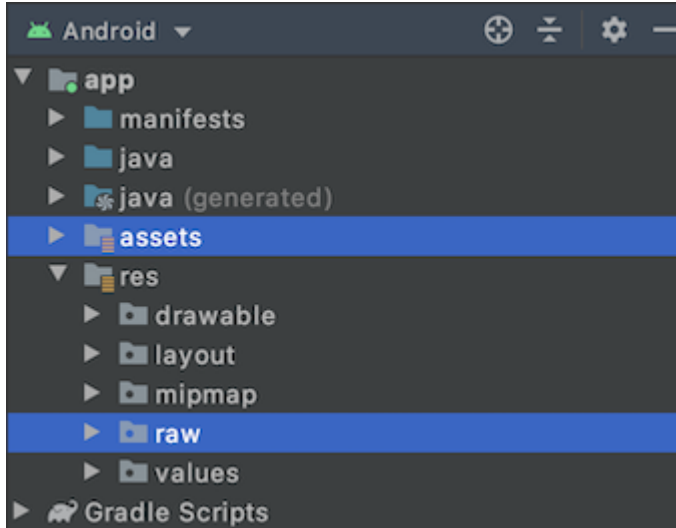 Android
app
manifests
java
java (generated)
assets
res
drawable
layout
mipmap
raw
values
Gradle Scripts